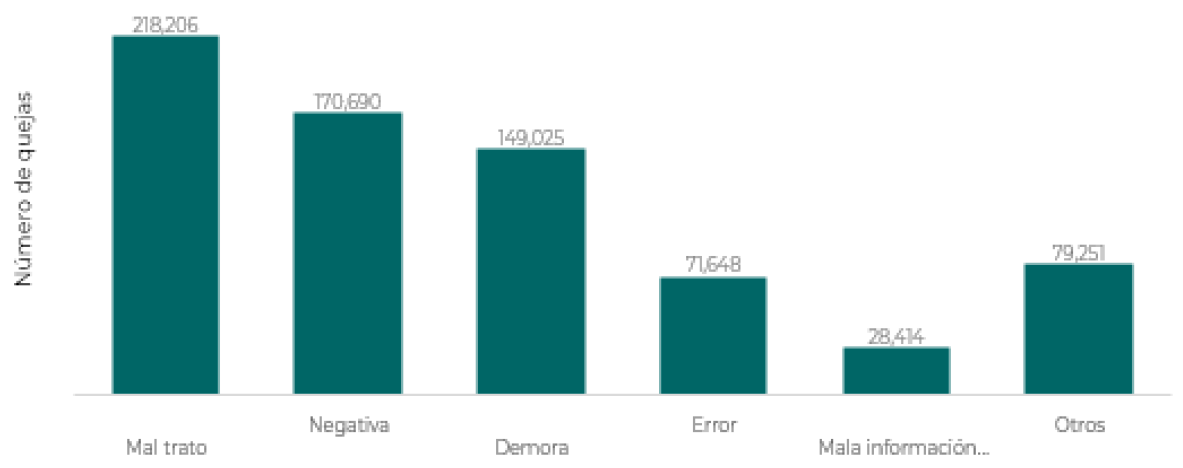 218,206
170,690
149,025
71,648
28,414
79,251
Número de quejas
Mal trato
Negativa
Demora
Error
Mala información...
Otros